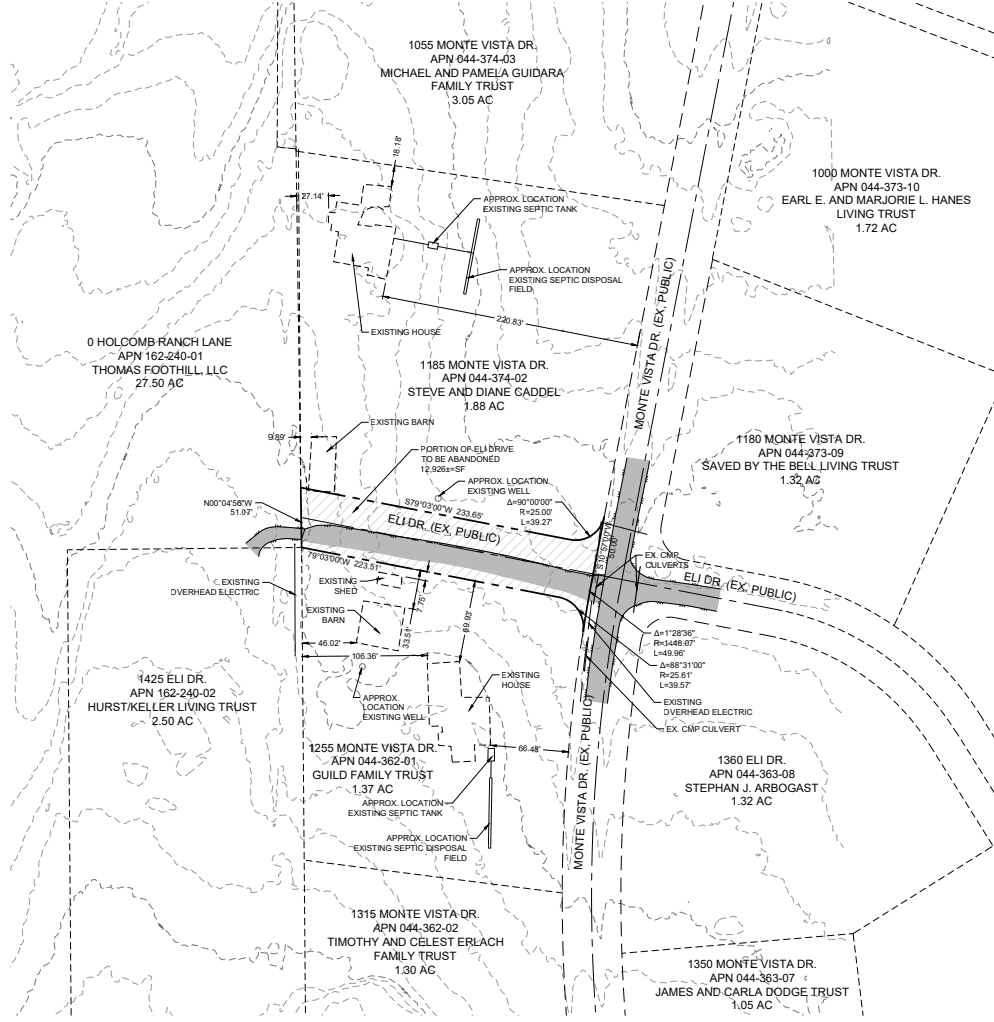 1055 MONTE VISTA DR.
APN 044-374-03
MICHAEL AND PAMELA GUIDARA
FAMILY TRUST
3.05 AC
18.18'
27.14'
1000 MONTE VISTA DR.
APN 044-373-10
EARL E. AND MARJORIE L. HANES
LIVING TRUST
1.72 AC
APPROX. LOCATION
EXISTING SEPTIC TANK
APPROX. LOCATION
EXISTING SEPTIC DISPOSAL
FIELD
MONTE VISTA DR. (EX. PUBLIC)
220.83'
EXISTING HOUSE
0 HOLCOMB RANCH LANE
APN 162-240-01
THOMAS FOOTHILL, LLC
27.50 AC
1185 MONTE VISTA DR.
APN 044-374-02
STEVE AND DIANE CADDEL
1.88 AC
EXISTING BARN
9.89'
PORTION OF ELI DRIVE
TO BE ABANDONED
12,926±SF
1180 MONTE VISTA DR.
APN 044-373-09
SAVED BY THE BELL LIVING TRUST
1.32 AC
APPROX. LOCATION
EXISTING WELL
N00°04'56"W
51.07'
S79°03'00"W 233.65'
Δ=90°00'00"
R=25.00'
L=39.27'
ELI DR. (EX. PUBLIC)
S10°57'00"W
50.00'
79°03'00"W 223.51'
EX. CMP
CULVERTS
ELI DR. (EX. PUBLIC)
EXISTING
OVERHEAD ELECTRIC
EXISTING
SHED
7.75'
EXISTING
BARN
33.51'
69.93'
46.02'
106.36'
Δ=1°28'36"
R=1448.07'
L=49.96'
Δ=88°31'00"
R=25.61'
L=39.57'
EXISTING
OVERHEAD ELECTRIC
EX. CMP CULVERT
1425 ELI DR.
APN 162-240-02
HURST/KELLER LIVING TRUST
2.50 AC
APPROX.
LOCATION
EXISTING WELL
EXISTING
HOUSE
66.48'
MONTE VISTA DR. (EX. PUBLIC)
1255 MONTE VISTA DR.
APN 044-362-01
GUILD FAMILY TRUST
1.37 AC
APPROX. LOCATION
EXISTING SEPTIC TANK
APPROX. LOCATION
EXISTING SEPTIC DISPOSAL
FIELD
1360 ELI DR.
APN 044-363-08
STEPHAN J. ARBOGAST
1.32 AC
1315 MONTE VISTA DR.
APN 044-362-02
TIMOTHY AND CELEST ERLACH
FAMILY TRUST
1.30 AC
1350 MONTE VISTA DR.
APN 044-363-07
JAMES AND CARLA DODGE TRUST
1.05 AC